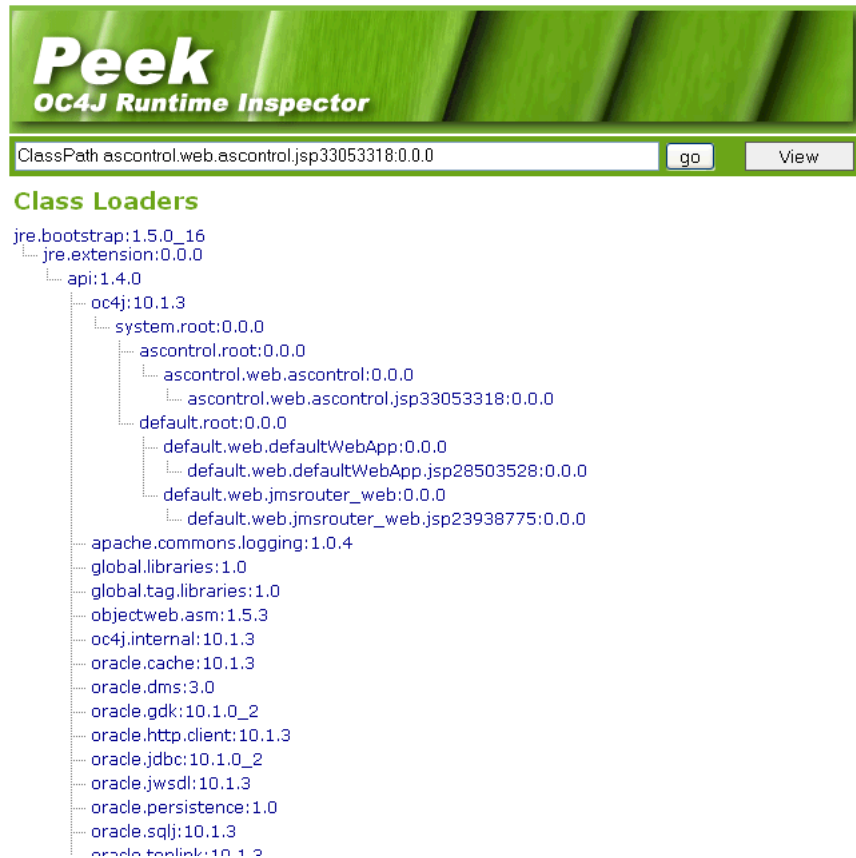 Peek
OC4J Runtime Inspector
ClassPath ascontrol.web.ascontrol.jsp33053318:0.0.0 go View
Class Loaders
jre.bootstrap:1.5.0_16
jre.extension:0.0.0
api:1.4.0
oc4j:10.1.3
system.root:0.0.0
ascontrol.root:0.0.0
ascontrol.web.ascontrol:0.0.0
ascontrol.web.ascontrol.jsp33053318:0.0.0
default.root:0.0.0
default.web.defaultWebApp:0.0.0
default.web.defaultWebApp.jsp28503528:0.0.0
default.web.jmsrouter_web:0.0.0
default.web.jmsrouter_web.jsp23938775:0.0.0
apache.commons.logging:1.0.4
global.libraries:1.0
global.tag.libraries:1.0
objectweb.asm:1.5.3
oc4j.internal:10.1.3
oracle.cache:10.1.3
oracle.dms:3.0
oracle.gdk:10.1.0_2
oracle.http.client:10.1.3
oracle.jdbc:10.1.0_2
oracle.jwsdl:10.1.3
oracle.persistence:1.0
oracle.sqlj:10.1.3
oracle.toplink:10.1.3